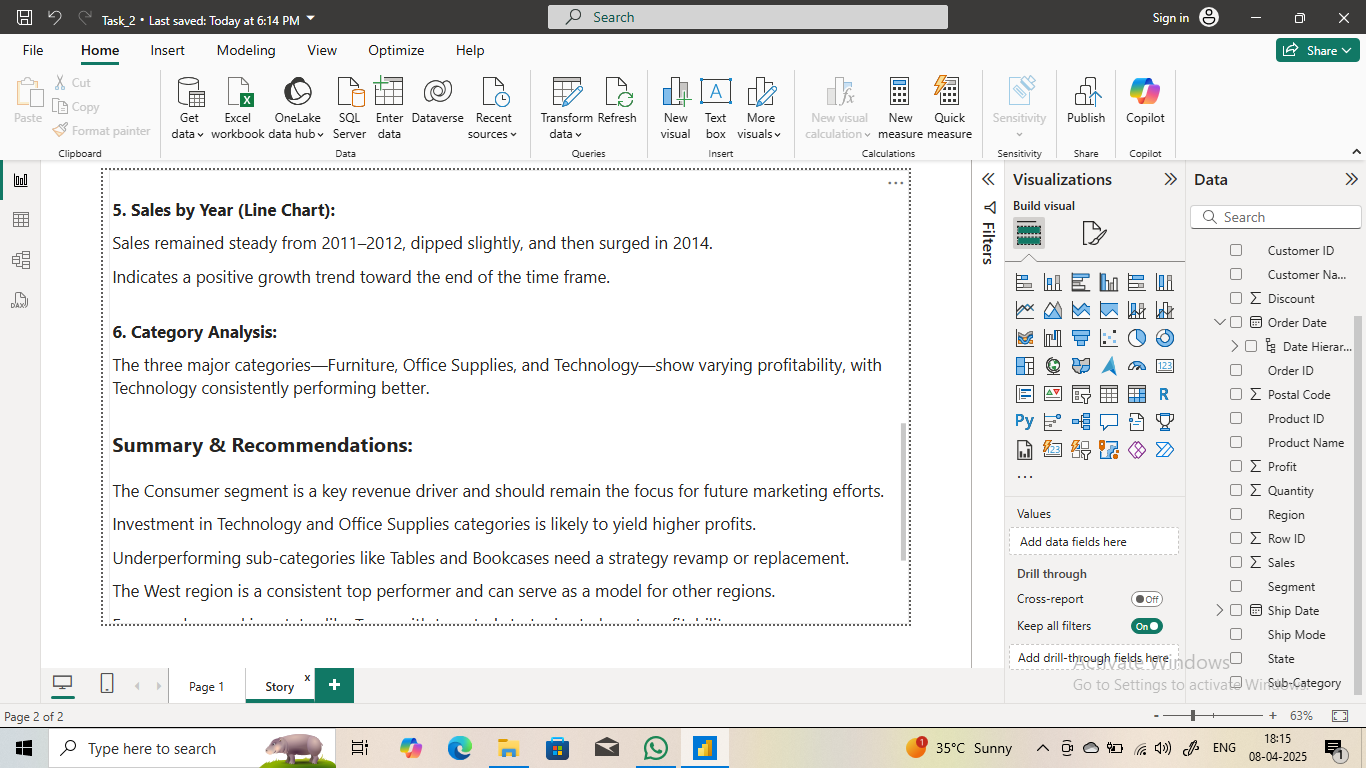 Task_2 • Last saved: Today at 6:14 PM
Search
Sign in
File Home Insert Modeling View Optimize Help
Share
Paste
Cut
Copy
Format painter
Clipboard
Get data
Excel workbook
OneLake data hub
SQL Server
Enter data
Dataverse
Recent sources
Data
Transform data
Refresh
Queries
New visual
Text box
More visuals
Insert
New visual calculation
New measure
Quick measure
Calculations
Sensitivity
Sensitivity
Publish
Share
Copilot
Copilot
5. Sales by Year (Line Chart):
Sales remained steady from 2011–2012, dipped slightly, and then surged in 2014.
Indicates a positive growth trend toward the end of the time frame.
6. Category Analysis:
The three major categories—Furniture, Office Supplies, and Technology—show varying profitability, with
Technology consistently performing better.
Summary & Recommendations:
The Consumer segment is a key revenue driver and should remain the focus for future marketing efforts.
Investment in Technology and Office Supplies categories is likely to yield higher profits.
Underperforming sub-categories like Tables and Bookcases need a strategy revamp or replacement.
The West region is a consistent top performer and can serve as a model for other regions.
Filters
Visualizations
Build visual
R
Py
123
Values
Add data fields here
Drill through
Cross-report
Off
Keep all filters
On
Add drill-through fields here
Data
Search
Customer ID
Customer Na...
Discount
Order Date
Date Hierar...
Order ID
Postal Code
Product ID
Product Name
Profit
Quantity
Region
Row ID
Sales
Segment
Ship Date
Ship Mode
State
Sub-Category
Activate Windows
Go to Settings to activate Windows.
Page 1
Story
x
+
Page 2 of 2
- + 63%
Type here to search
1
35°C Sunny
ENG
18:15
08-04-2025
1